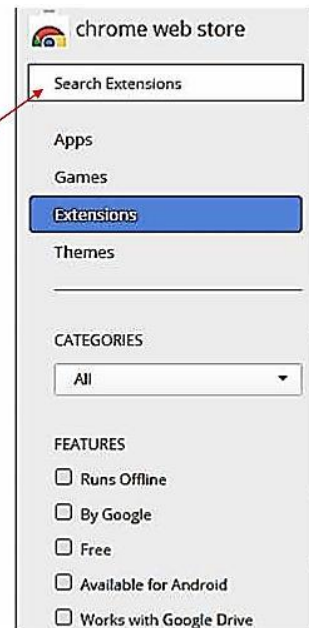 chrome web store
Search Extensions
Apps
Games
Extensions
Themes
CATEGORIES
All
FEATURES
Runs Offline
By Google
Free
Available for Android
Works with Google Drive